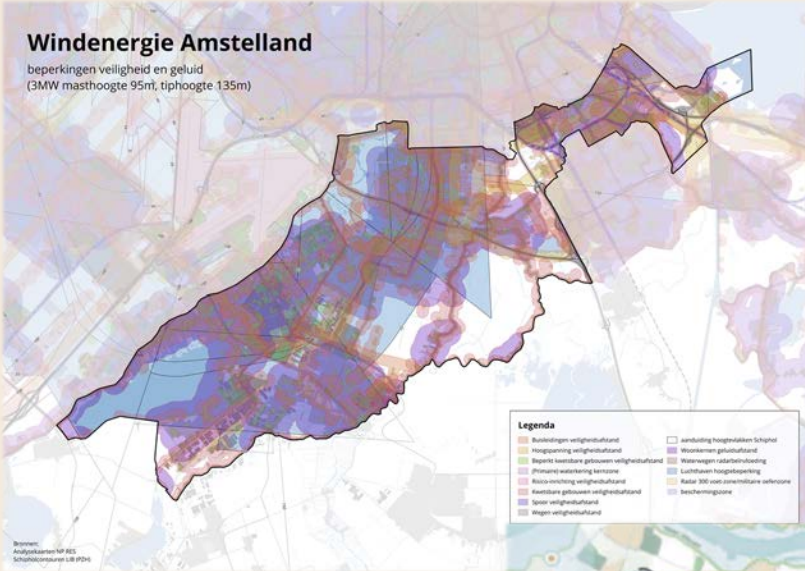 Windenergie Amstelland
beperkingen veiligheid en geluid
(3MW masthoogte 95m, tiphoogte 135m)
Legenda
Buisleidingen veiligheidsafstand
Hoogspanning veiligheidsafstand
Beperkt kwetsbare gebouwen veiligheidsafstand
(Primaire) waterkering kernzone
Risico-inrichting veiligheidsafstand
Kwetsbare gebouwen veiligheidsafstand
Spoor veiligheidsafstand
Wegen veiligheidsafstand
aanduiding hoogtevlakken Schiphol
Woonkernen geluidsafstand
Waterwegen radarbeïnvloeding
Luchthaven hoogtebeperking
Radar 300 voet-zone/militaire oefenzone
beschermingszone
Bronnen:
Analysekaarten NP RES
Schipholcontouren LIB (PZH)